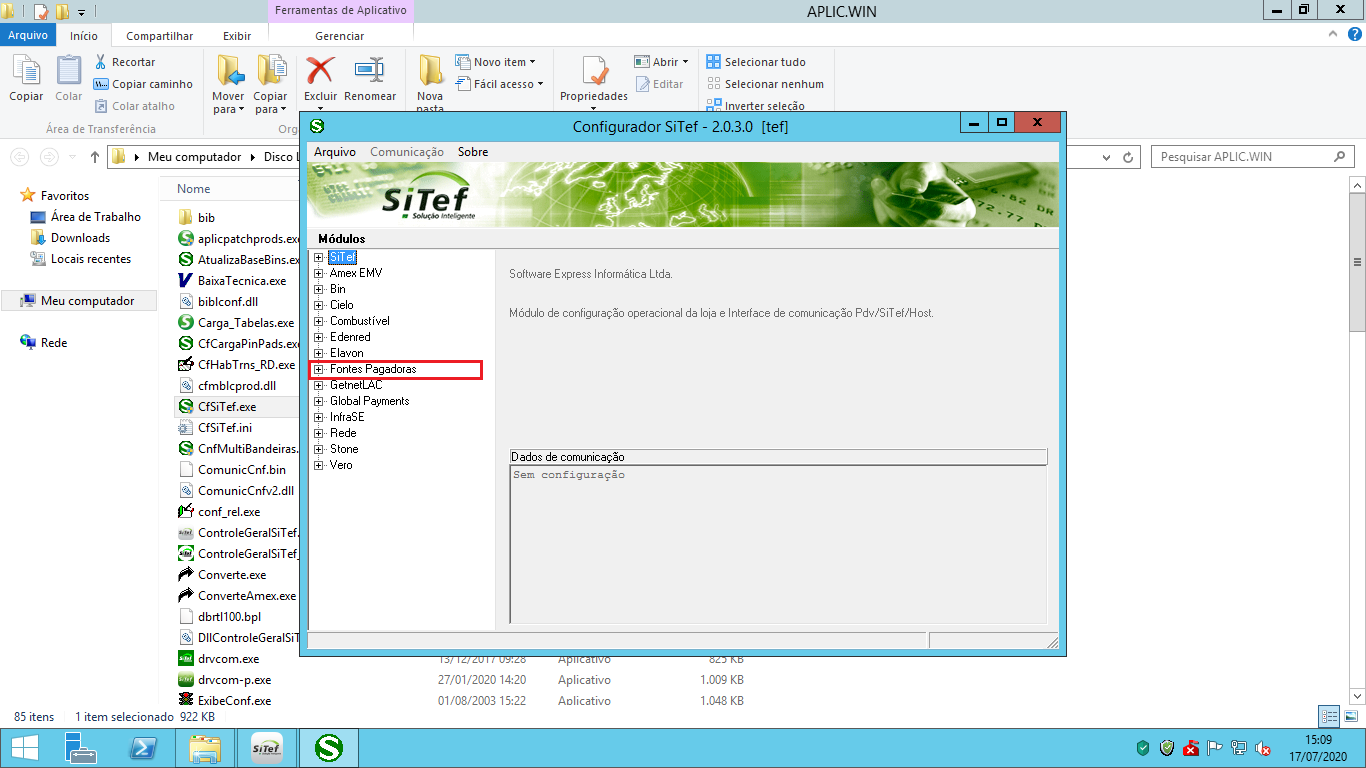 Ferramentas de Aplicativo
APLIC.WIN
Arquivo
Início
Compartilhar
Exibir
Gerenciar
Copiar
Colar
Recortar
Copiar caminho
Colar atalho
Área de Transferência
Mover para
Copiar para
Excluir
Renomear
Org
Nova pasta
Novo item
Fácil acesso
Propriedades
Abrir
Editar
Selecionar tudo
Selecionar nenhum
Inverter seleção
Meu computador
Disco L
Pesquisar APLIC.WIN
Favoritos
Área de Trabalho
Downloads
Locais recentes
Meu computador
Rede
Nome
bib
aplicpatchprods.exe
AtualizaBaseBins.ex
BaixaTecnica.exe
biblconf.dll
Carga_Tabelas.exe
CfCargaPinPads.exe
CfHabTrns_RD.exe
cfmblcprod.dll
CfSiTef.exe
CfSiTef.ini
CnfMultiBandeiras.
ComunicCnf.bin
ComunicCnfv2.dll
conf_rel.exe
ControleGeralSiTef.
ControleGeralSiTef_
Converte.exe
ConverteAmex.exe
dbrtl100.bpl
DllControleGeralSiT
drvcom.exe 13/12/2017 09:28 Aplicativo 825 KB
drvcom-p.exe 27/01/2020 14:20 Aplicativo 1.009 KB
ExibeConf.exe 01/08/2003 15:22 Aplicativo 1.048 KB
Configurador SiTef - 2.0.3.0 [tef]
Arquivo Comunicação Sobre
SiTef
Solução Inteligente
82 DR
72.77 DR
Módulos
SiTef
Amex EMV
Bin
Cielo
Combustível
Edenred
Elavon
Fontes Pagadoras
GetnetLAC
Global Payments
InfraSE
Rede
Stone
Vero
Software Express Informática Ltda.
Módulo de configuração operacional da loja e Interface de comunicação Pdv/SiTef/Host.
Dados de comunicação
Sem configuração
85 itens 1 item selecionado 922 KB
SiTef
15:09
17/07/2020